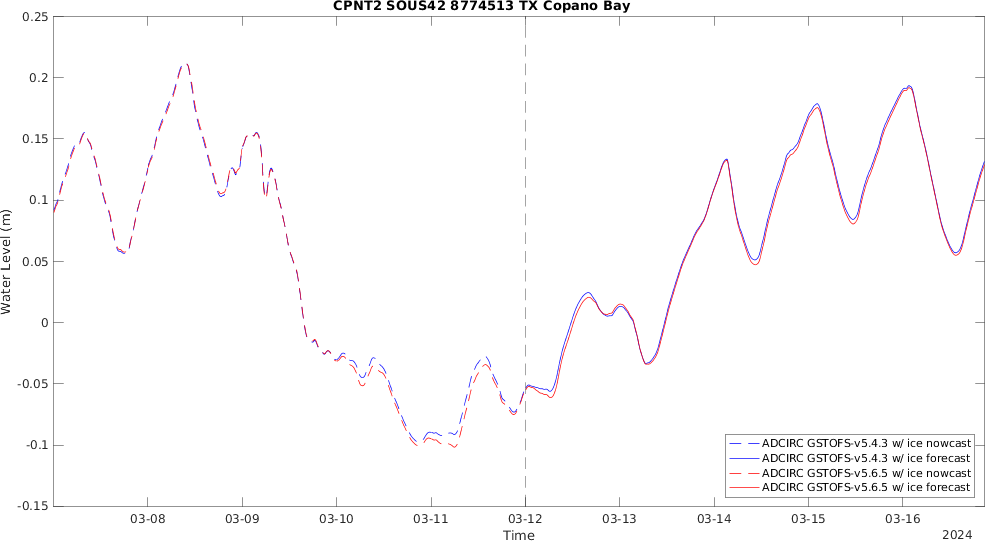 CPNT2 SOUS42 8774513 TX Copano Bay
0.25
0.2
0.15
0.1
0.05
0
-0.05
-0.1
-0.15
Water Level (m)
ADCIRC GSTOFS-v5.4.3 w/ ice nowcast
ADCIRC GSTOFS-v5.4.3 w/ ice forecast
ADCIRC GSTOFS-v5.6.5 w/ ice nowcast
ADCIRC GSTOFS-v5.6.5 w/ ice forecast
03-08 03-09 03-10 03-11 03-12 03-13 03-14 03-15 03-16
Time
2024